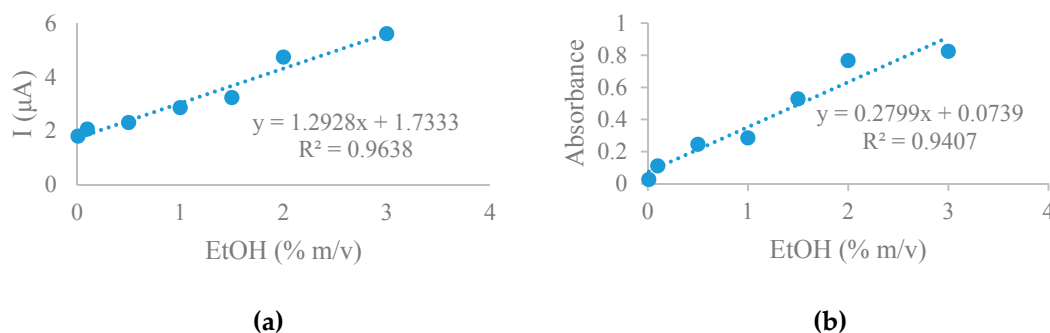 6
4
2
0
I (µA)
y = 1.2928x + 1.7333
R² = 0.9638
0 1 2 3 4
EtOH (% m/v)
(a)
1
0.8
0.6
0.4
0.2
0
Absorbance
y = 0.2799x + 0.0739
R² = 0.9407
0 1 2 3 4
EtOH (% m/v)
(b)